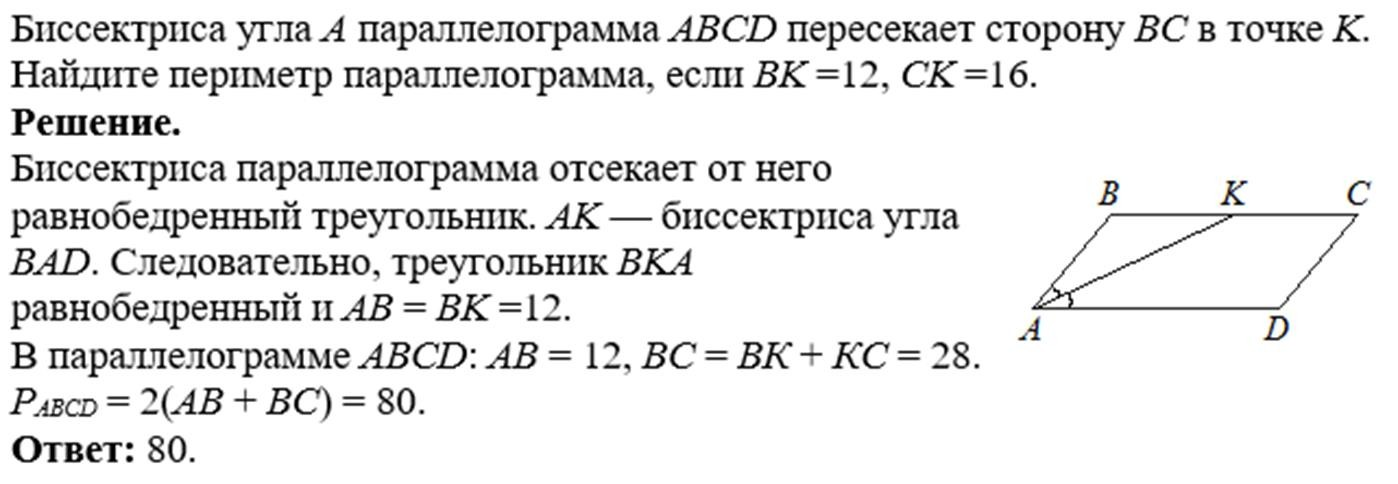 Биссектриса угла A параллелограмма ABCD пересекает сторону BC в точке K.
Найдите периметр параллелограмма, если BK =12, CK =16.
Решение.
Биссектриса параллелограмма отсекает от него
равнобедренный треугольник. AK — биссектриса угла
BAD. Следовательно, треугольник BKA
равнобедренный и AB = BK =12.
В параллелограмме ABCD: AB = 12, BC = BK + KC = 28.
PABCD = 2(AB + BC) = 80.
Ответ: 80.
B K C
A D